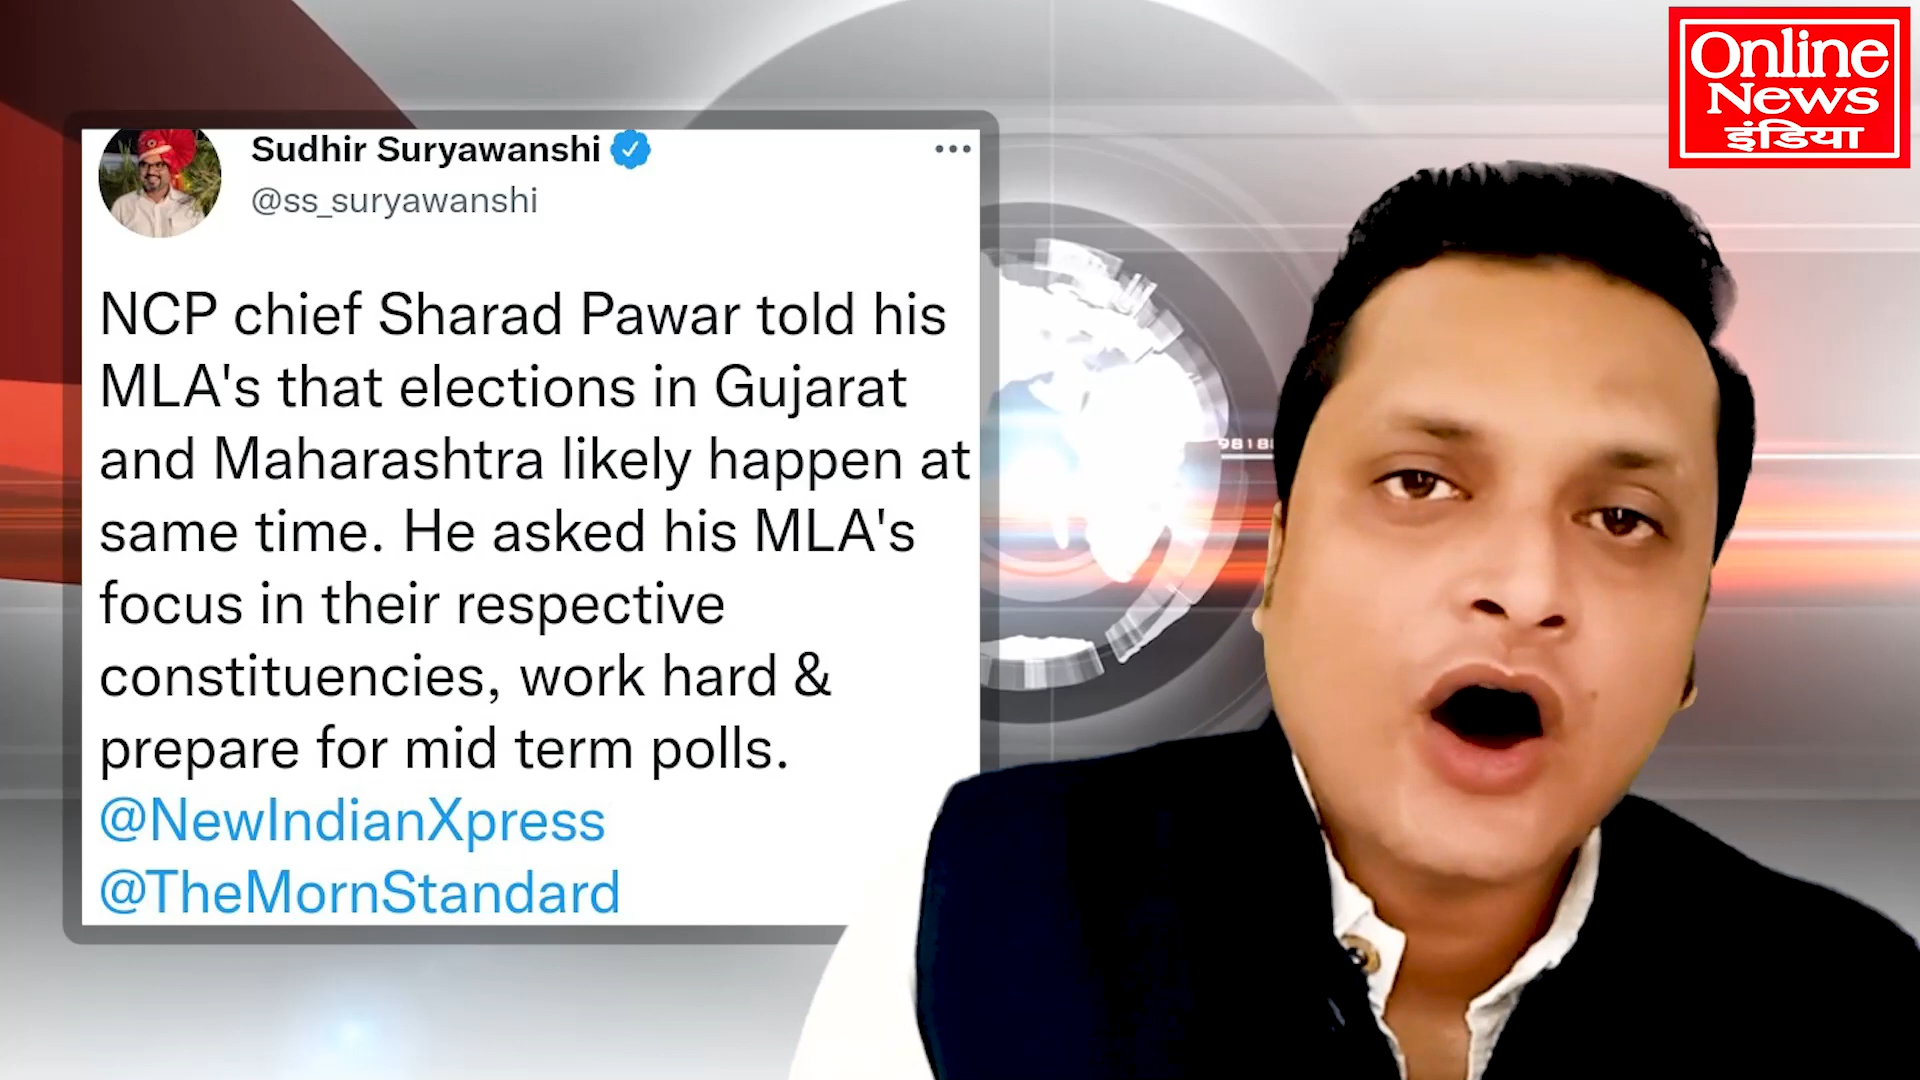 Sudhir Suryawanshi
@ss_suryawanshi
NCP chief Sharad Pawar told his
MLA's that elections in Gujarat
and Maharashtra likely happen at
same time. He asked his MLA's
focus in their respective
constituencies, work hard &
prepare for mid term polls.
@NewIndianXpress
@TheMornStandard
Online
News
इंडिया